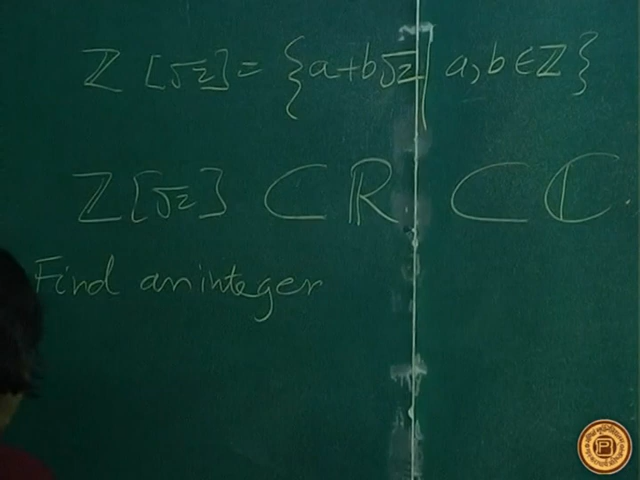 ℤ[√2] = {a+b√2 | a, b ∈ ℤ}
ℤ[√2] ⊂ ℝ ⊂ ℂ.
Find an integer